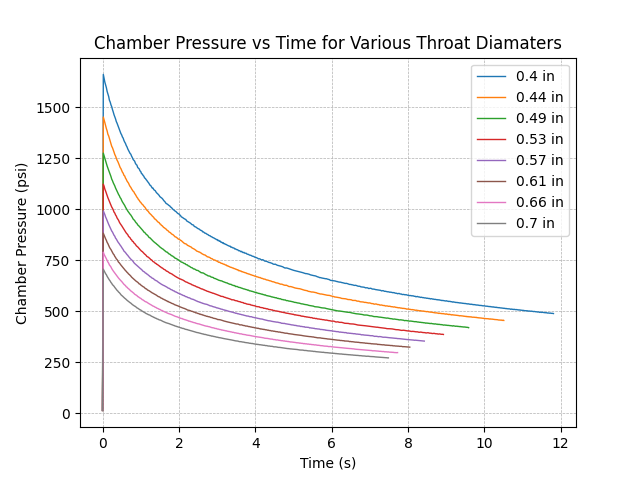 Chamber Pressure vs Time for Various Throat Diamaters
Chamber Pressure (psi)
1500
1250
1000
750
500
250
0
0.4 in
0.44 in
0.49 in
0.53 in
0.57 in
0.61 in
0.66 in
0.7 in
0 2 4 6 8 10 12
Time (s)